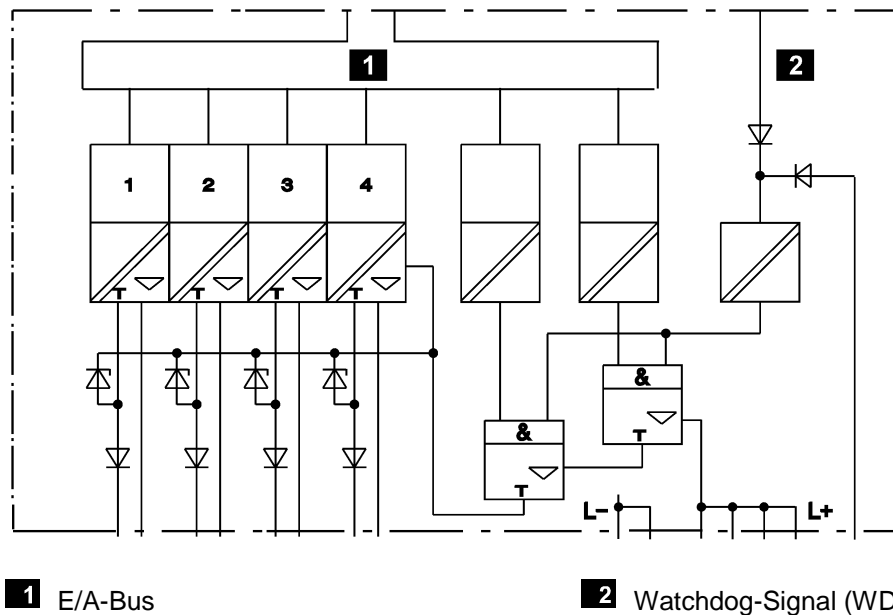 1
2
1 2 3 4
T T T T
&
&
T
T
L- L+
1 E/A-Bus
2 Watchdog-Signal (WD